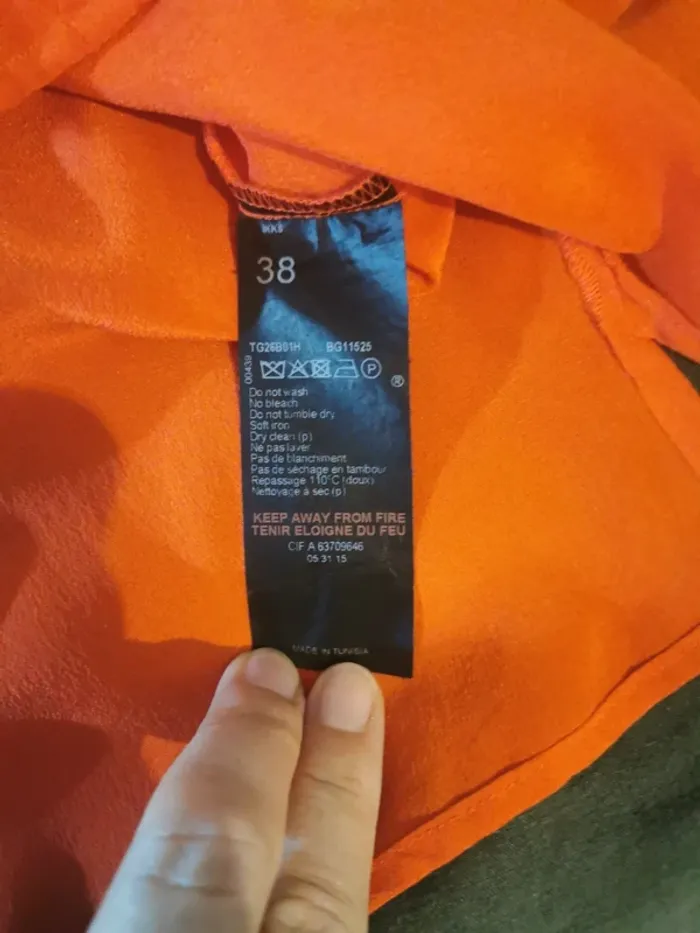 IKKS
38
TG26B01H BG11525
00439
P
®
Do not wash
No bleach
Do not tumble dry
Soft iron
Dry clean (p)
Ne pas laver
Pas de blanchiment
Pas de séchage en tambour
Repassage 110°C (doux)
Nettoyage à sec (p)
KEEP AWAY FROM FIRE
TENIR ELOIGNE DU FEU
CIF A 63709646
05 31 15
MADE IN TUNISIA